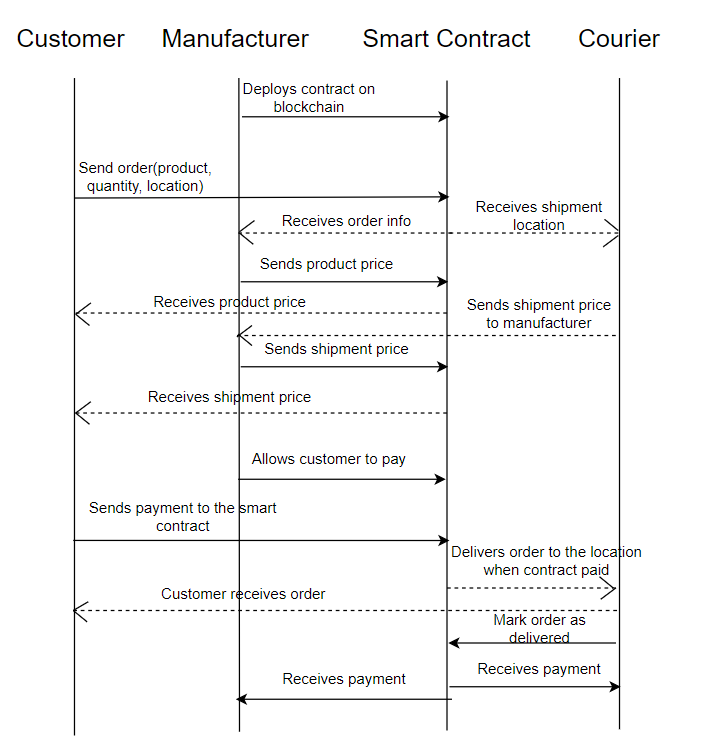 Customer
Manufacturer
Smart Contract
Courier
Deploys contract on
blockchain
Send order(product,
quantity, location)
Receives order info
Receives shipment
location
Sends product price
Receives product price
Sends shipment price
to manufacturer
Sends shipment price
Receives shipment price
Allows customer to pay
Sends payment to the smart
contract
Delivers order to the location
when contract paid
Customer receives order
Mark order as
delivered
Receives payment
Receives payment